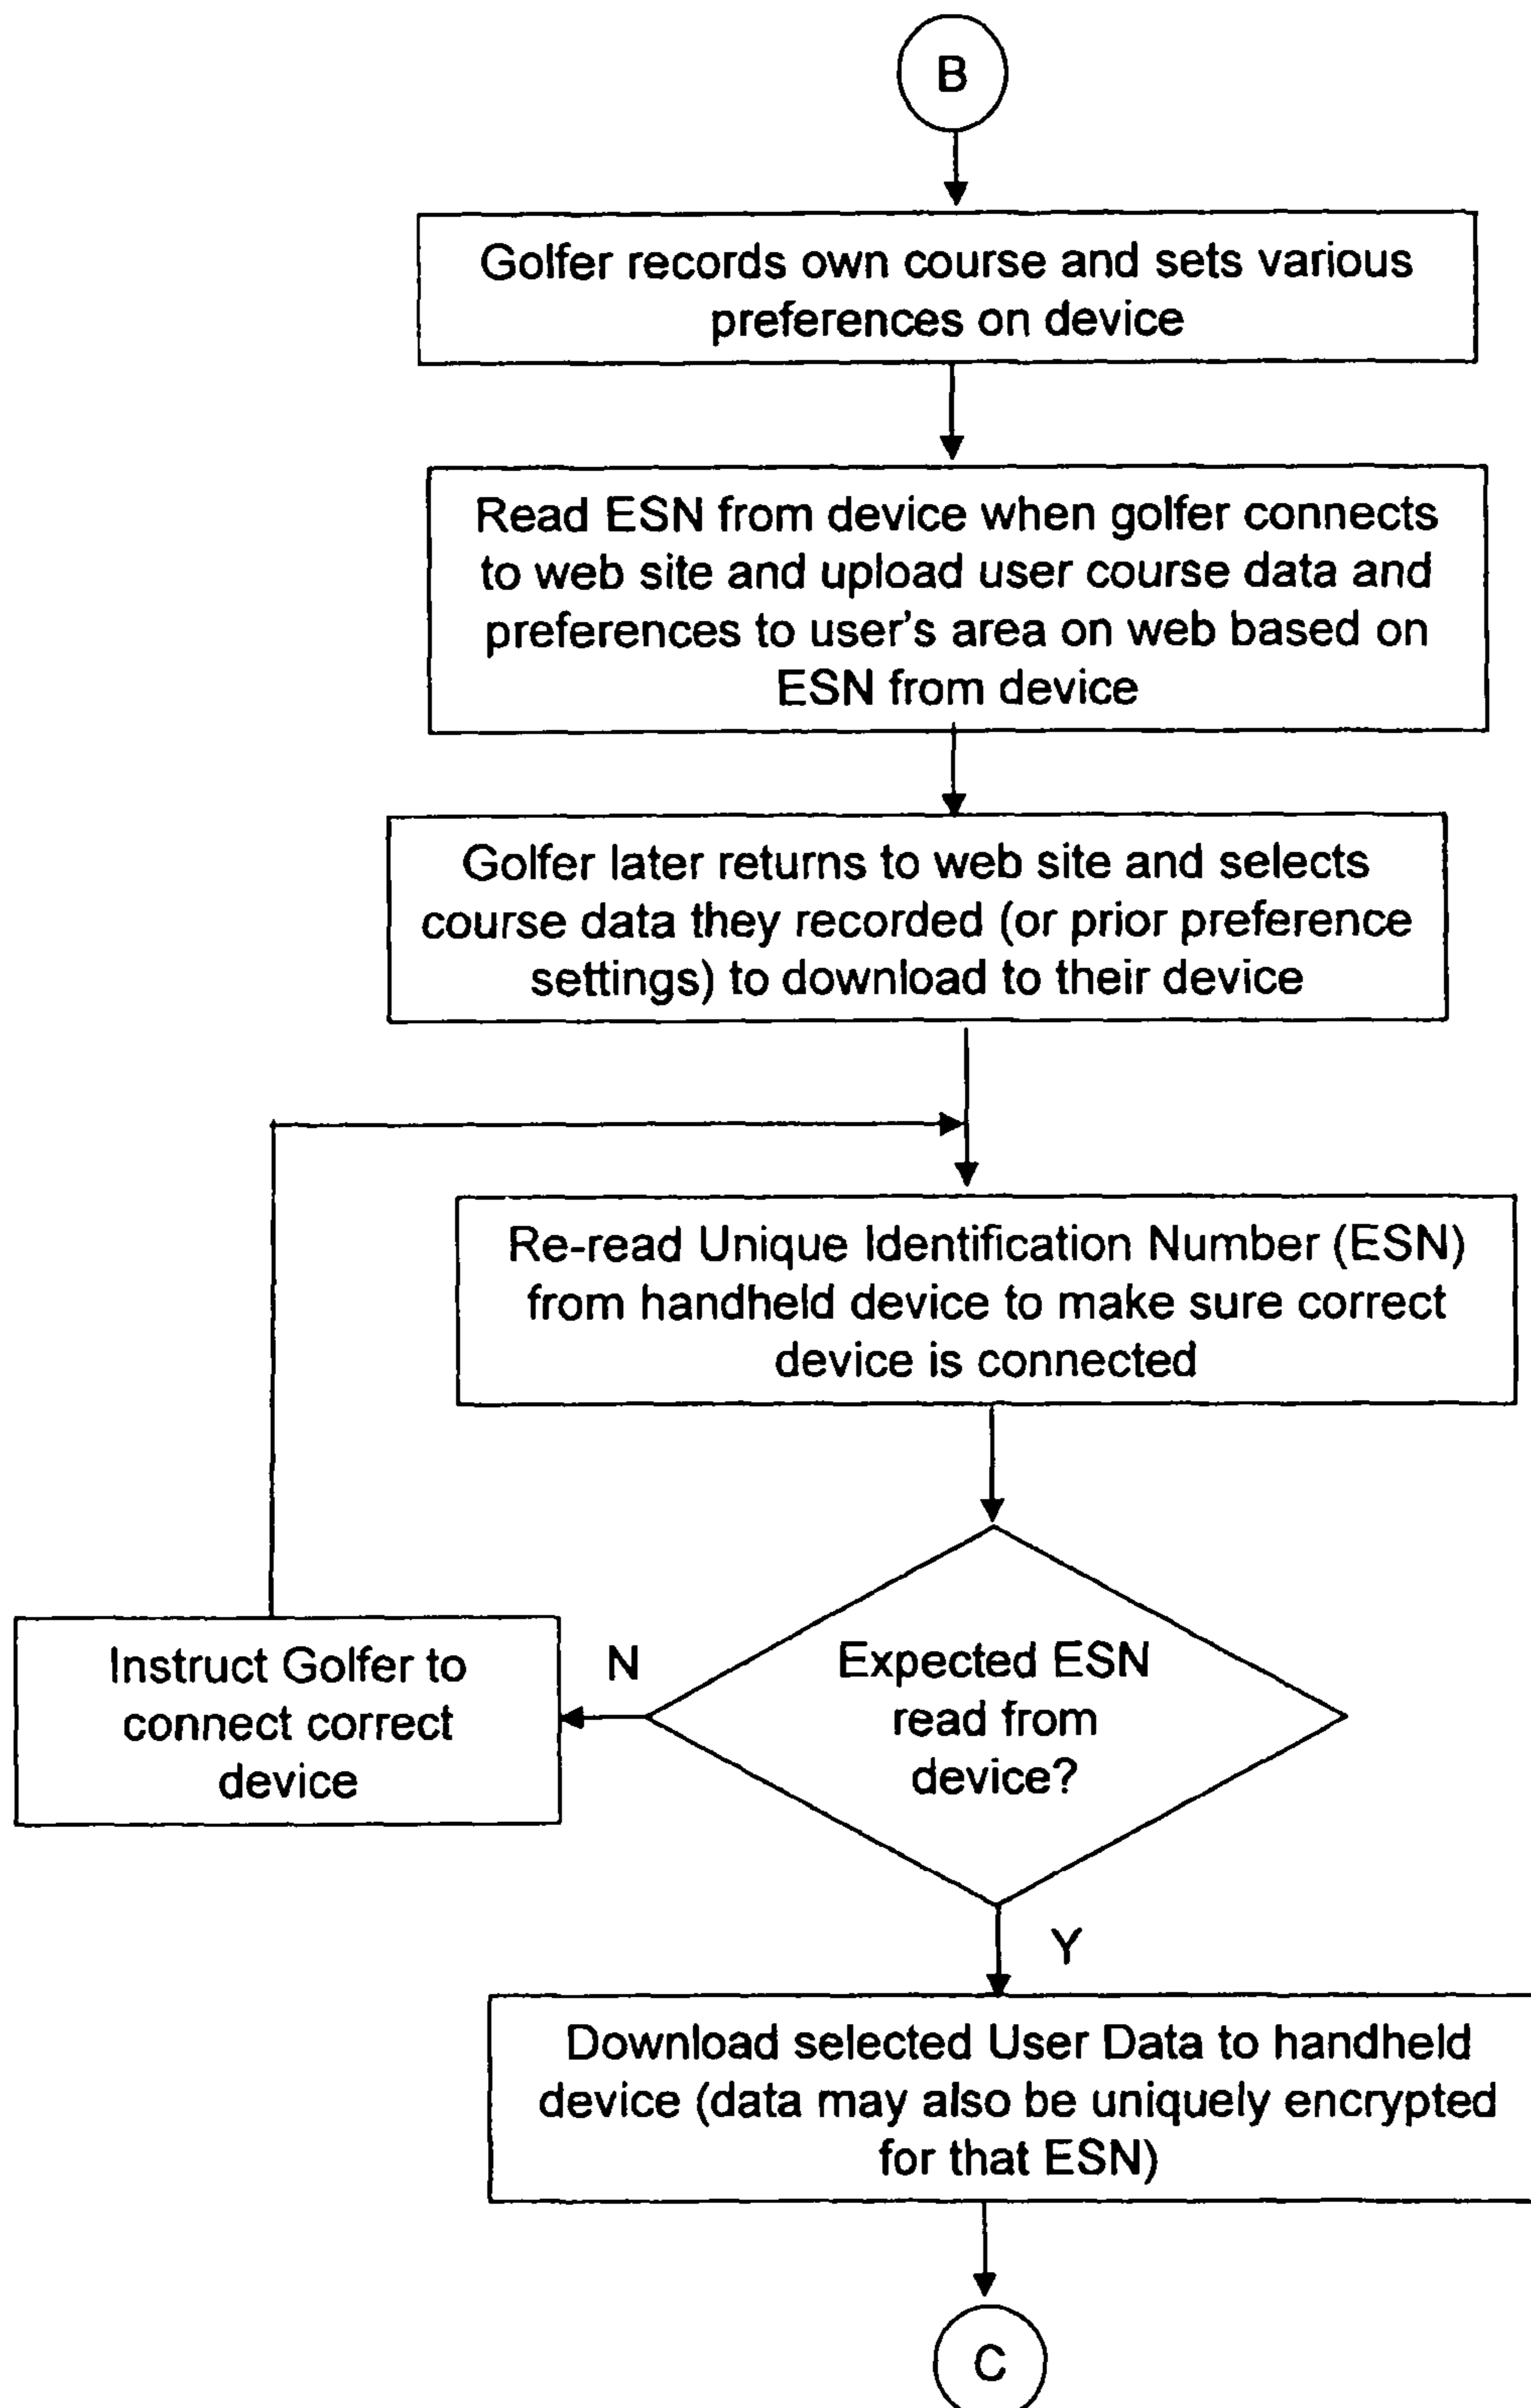 B
Golfer records own course and sets various
preferences on device
Read ESN from device when golfer connects
to web site and upload user course data and
preferences to user's area on web based on
ESN from device
Golfer later returns to web site and selects
course data they recorded (or prior preference
settings) to download to their device
Re-read Unique Identification Number (ESN)
from handheld device to make sure correct
device is connected
Expected ESN
read from
device?
N
Instruct Golfer to
connect correct
device
Y
Download selected User Data to handheld
device (data may also be uniquely encrypted
for that ESN)
C